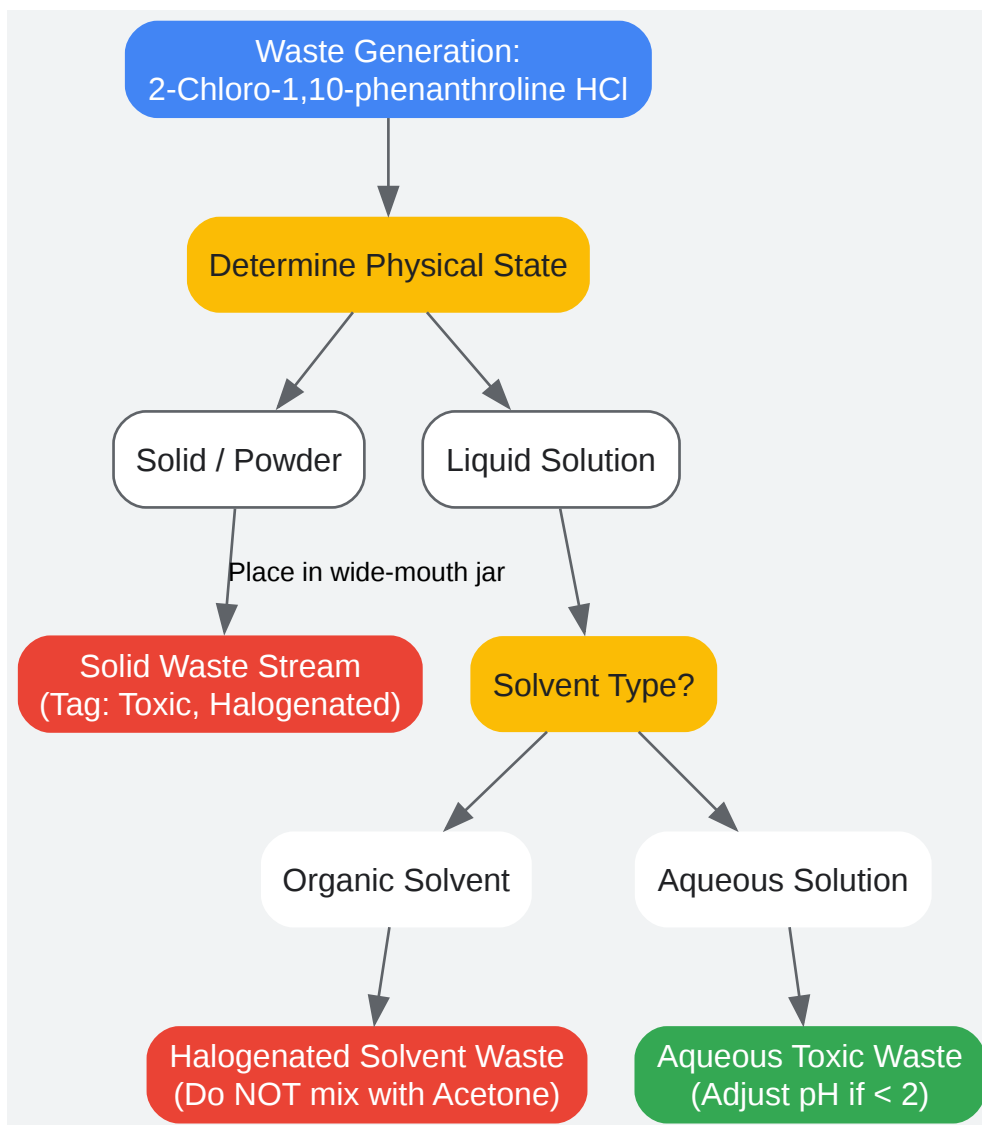 Waste Generation:
2-Chloro-1,10-phenanthroline HCl
Determine Physical State
Solid / Powder
Liquid Solution
Place in wide-mouth jar
Solid Waste Stream
(Tag: Toxic, Halogenated)
Solvent Type?
Organic Solvent
Aqueous Solution
Halogenated Solvent Waste
(Do NOT mix with Acetone)
Aqueous Toxic Waste
(Adjust pH if < 2)